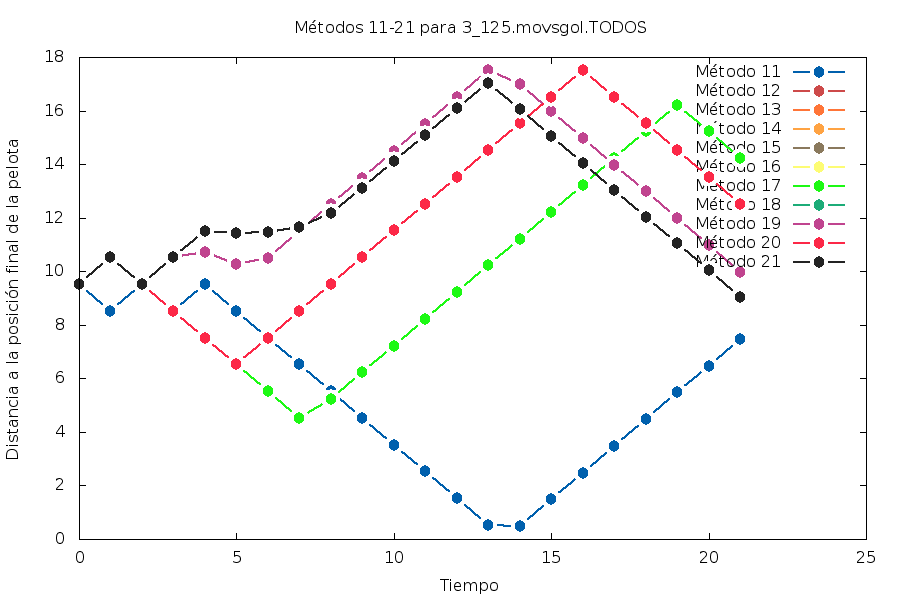 Métodos 11-21 para 3_125.movsgol.TODOS
Distancia a la posición final de la pelota
18
16
14
12
10
8
6
4
2
0
0 5 10 15 20 25
Tiempo
Método 11
Método 12
Método 13
Método 14
Método 15
Método 16
Método 17
Método 18
Método 19
Método 20
Método 21